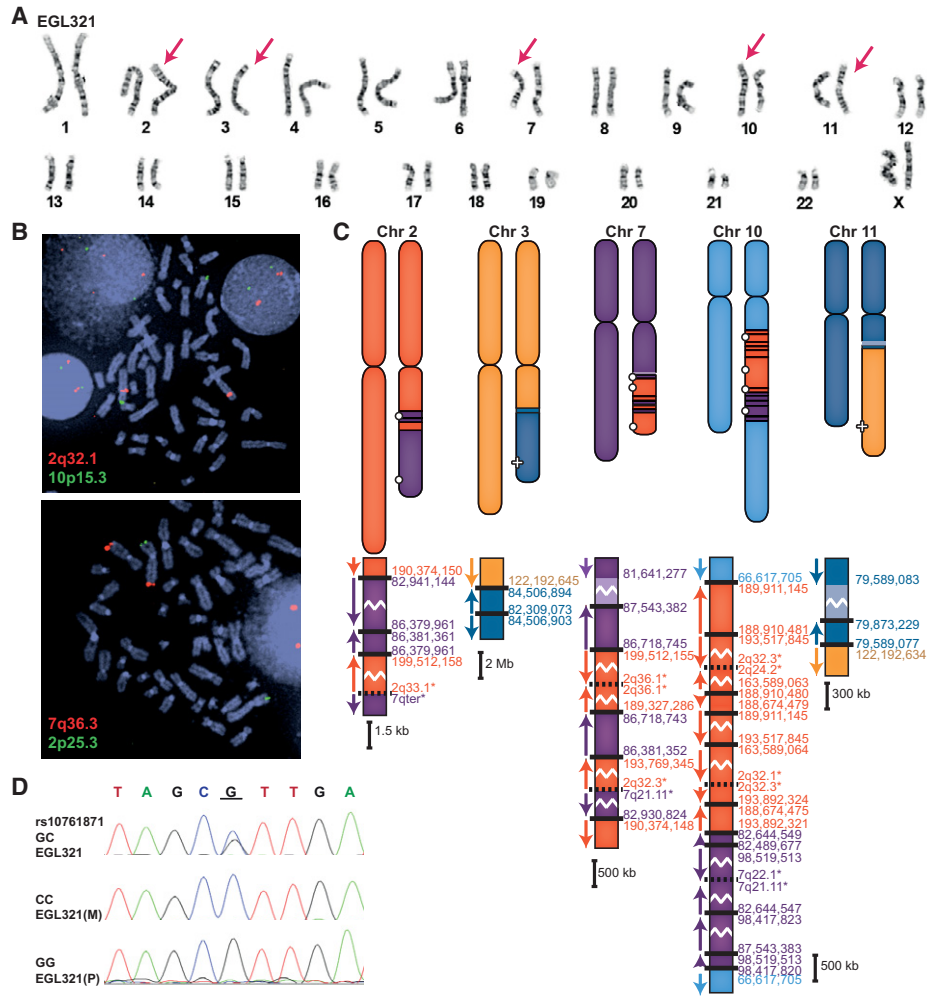 A
EGL321
1 2 3 4 5 6 7 8 9 10 11 12
13 14 15 16 17 18 19 20 21 22 X
B
2q32.1
10p15.3
7q36.3
2p25.3
C
Chr 2 Chr 3 Chr 7 Chr 10 Chr 11
190,374,150
82,941,144
86,379,961
86,381,361
86,379,961
199,512,158
2q33.1*
7qter*
1.5 kb
122,192,645
84,506,894
82,309,073
84,506,903
2 Mb
81,641,277
87,543,382
86,718,745
199,512,155
2q36.1*
2q36.1*
189,327,286
86,718,743
86,381,352
193,769,345
2q32.3*
7q21.11*
82,930,824
190,374,148
500 kb
66,617,705
189,911,145
188,910,481
193,517,845
2q32.3*
2q24.2*
163,589,063
188,910,480
188,674,479
189,911,145
193,517,845
163,589,064
2q32.1*
2q32.3*
193,892,324
188,674,475
193,892,321
82,644,549
82,489,677
98,519,513
7q22.1*
7q21.11*
82,644,547
98,417,823
87,543,383
98,519,513
98,417,820
66,617,705
500 kb
79,589,083
79,873,229
79,589,077
122,192,634
300 kb
D
T A G C G T T G A
rs10761871
GC
EGL321
CC
EGL321(M)
GG
EGL321(P)